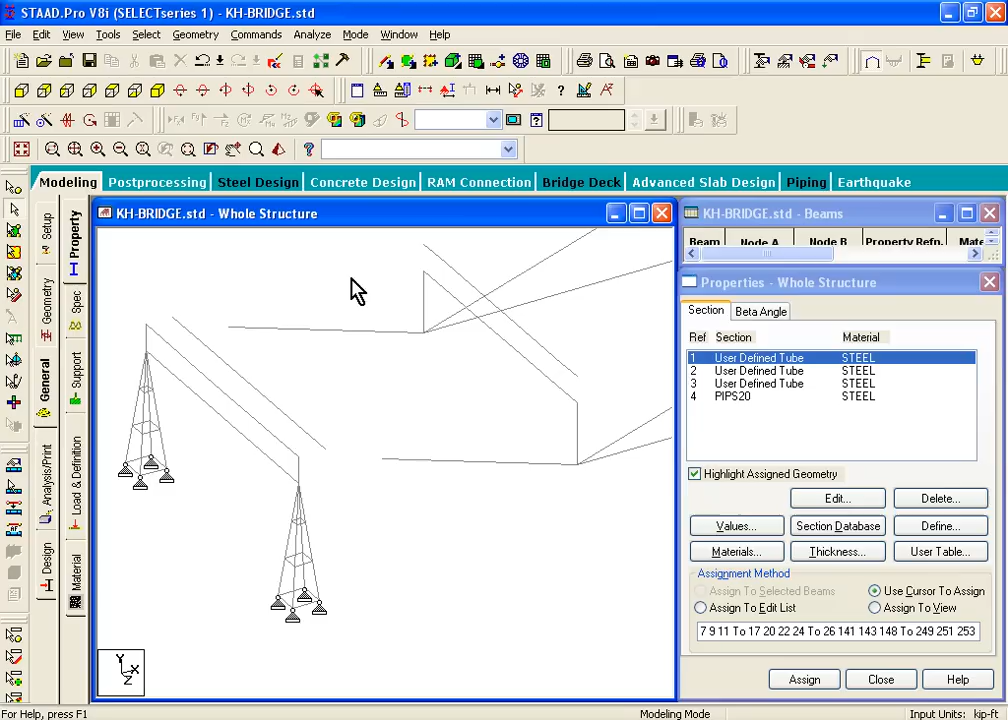 STAAD.Pro V8i (SELECTseries 1) - KH-BRIDGE.std
File Edit View Tools Select Geometry Commands Analyze Mode Window Help
Modeling Postprocessing Steel Design Concrete Design RAM Connection Bridge Deck Advanced Slab Design Piping Earthquake
KH-BRIDGE.std - Whole Structure
KH-BRIDGE.std - Beams
Beam Node A Node B Property Refn.
Properties - Whole Structure
Section Beta Angle
Ref Section Material
1 User Defined Tube STEEL
2 User Defined Tube STEEL
3 User Defined Tube STEEL
4 PIPS20 STEEL
Highlight Assigned Geometry
Edit... Delete...
Values... Section Database Define...
Materials... Thickness... User Table...
Assignment Method
Assign To Selected Beams Use Cursor To Assign
Assign To Edit List Assign To View
7 9 11 To 17 20 22 24 To 26 141 143 148 To 249 251 253
Assign Close Help
Setup
Geometry
General
Analysis/Print
Design
Property
Spec
Support
Load & Definition
Material
Y
X
Z
For Help, press F1 Modeling Mode Input Units: kip-ft